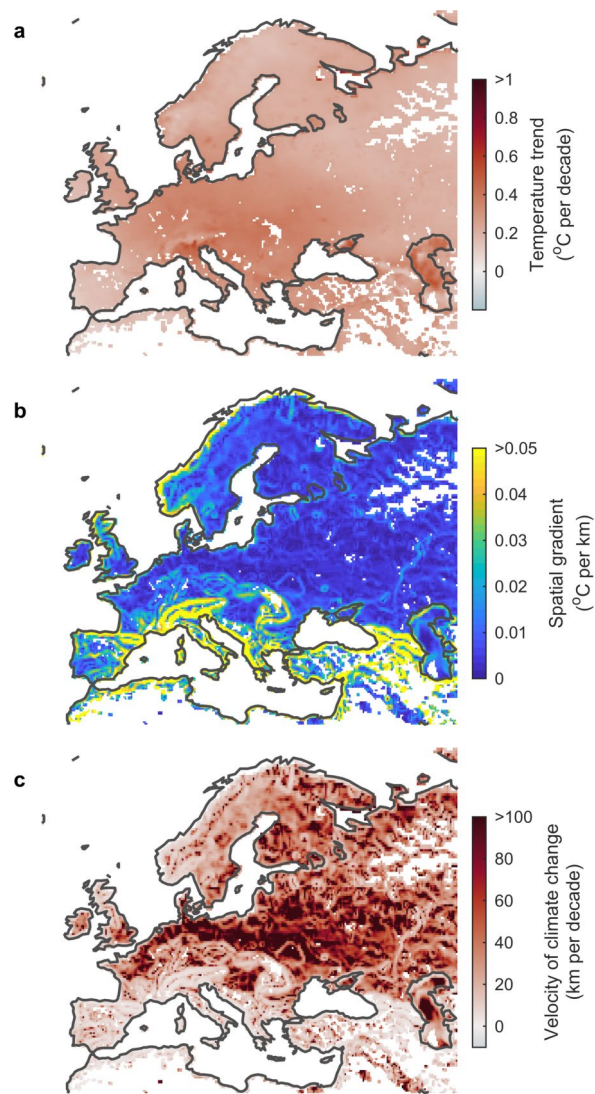 a
>1
0.8
0.6
0.4
0.2
0
Temperature trend
(°C per decade)
b
>0.05
0.04
0.03
0.02
0.01
0
Spatial gradient
(°C per km)
c
>100
80
60
40
20
0
Velocity of climate change
(km per decade)